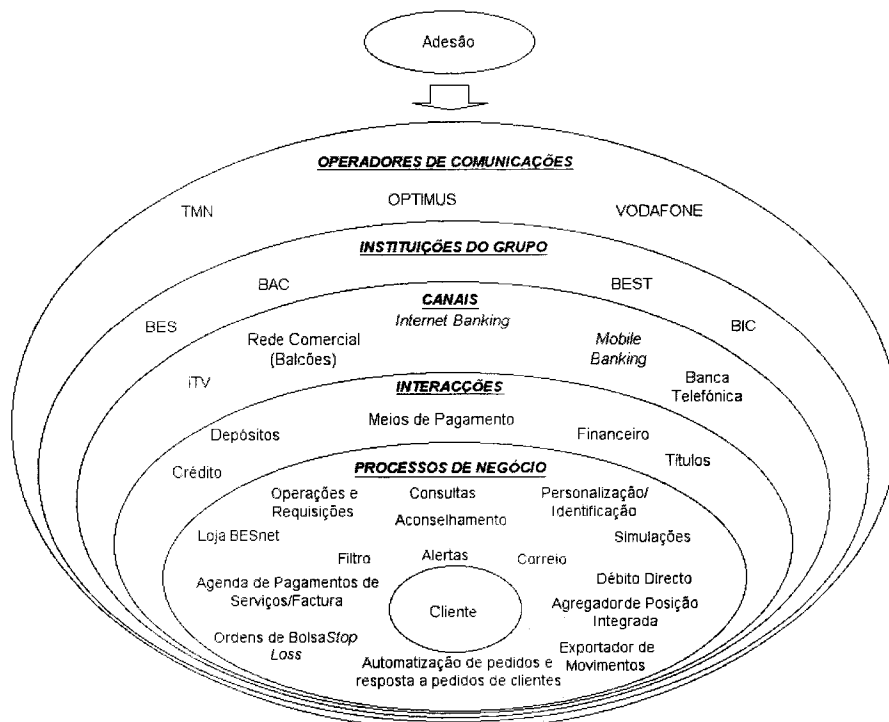 Adesão
OPERADORES DE COMUNICAÇÕES
TMN
OPTIMUS
VODAFONE
INSTITUIÇÕES DO GRUPO
BAC
BEST
BES
BIC
CANAIS
Internet Banking
Rede Comercial
(Balcões)
Mobile
Banking
iTV
Banca
Telefónica
INTERACÇÕES
Meios de Pagamento
Depósitos
Financeiro
Crédito
Títulos
PROCESSOS DE NEGÓCIO
Operações e
Requisições
Consultas
Personalização/
Identificação
Aconselhamento
Loja BESnet
Simulações
Filtro
Alertas
Correio
Agenda de Pagamentos de
Serviços/Factura
Débito Directo
Cliente
Agregador de Posição
Integrada
Ordens de BolsaStop
Loss
Exportador de
Movimentos
Automatização de pedidos e
resposta a pedidos de clientes